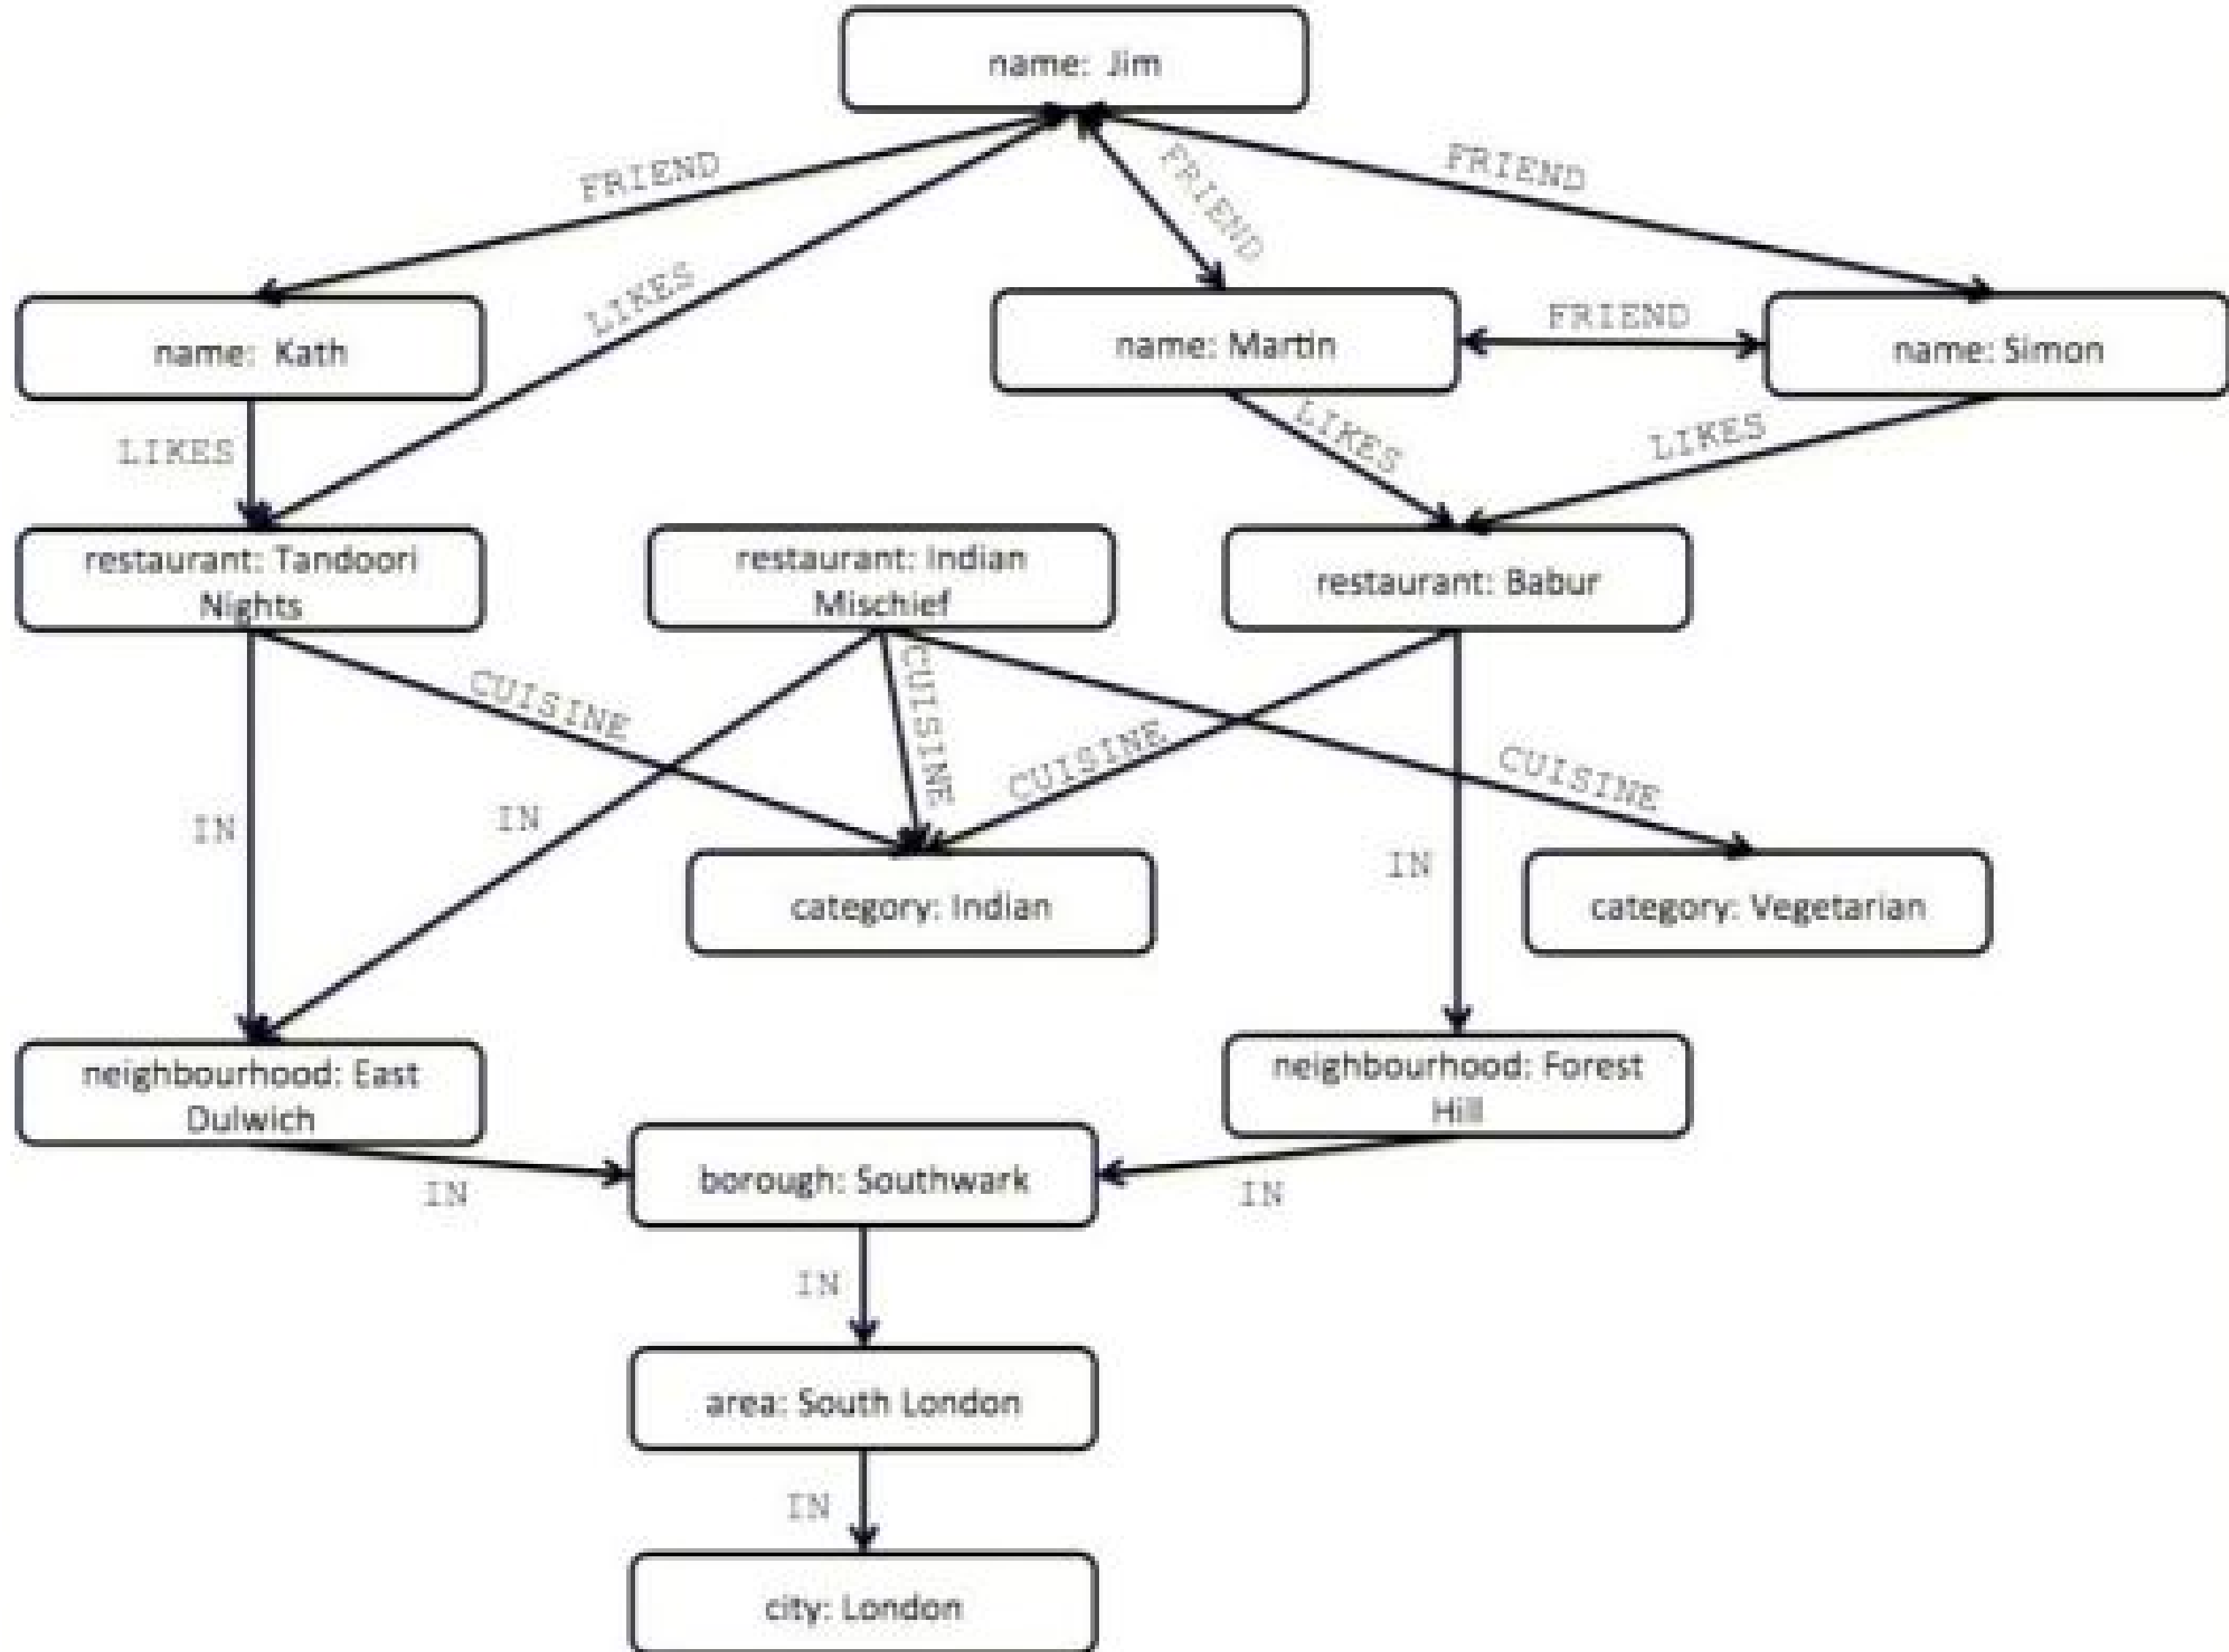 name: Jim
FRIEND
FRIEND
FRIEND
LIKES
name: Kath
name: Martin
FRIEND
name: Simon
LIKES
LIKES
LIKES
restaurant: Tandoori
Nights
restaurant: Indian
Mischief
restaurant: Babur
CUISINE
CUISINE
CUISINE
CUISINE
IN
IN
IN
category: Indian
category: Vegetarian
neighbourhood: East
Dulwich
neighbourhood: Forest
Hill
borough: Southwark
IN
IN
IN
area: South London
IN
city: London